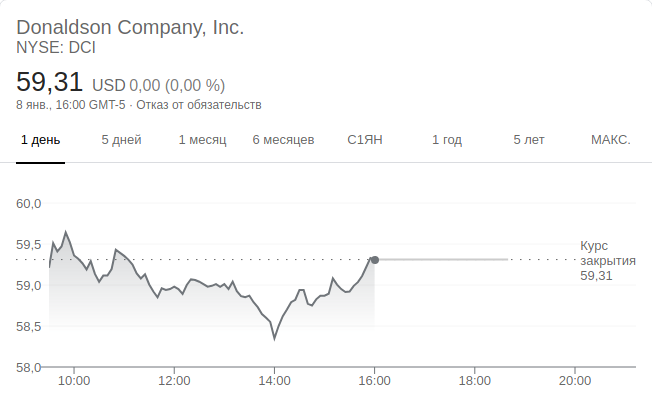 Donaldson Company, Inc.
NYSE: DCI
59,31 USD 0,00 (0,00 %)
8 янв., 16:00 GMT-5 · Отказ от обязательств
1 день 5 дней 1 месяц 6 месяцев С1ЯН 1 год 5 лет МАКС.
60,0
59,5
Курс
закрытия
59,31
59,0
58,5
58,0
10:00 12:00 14:00 16:00 18:00 20:00